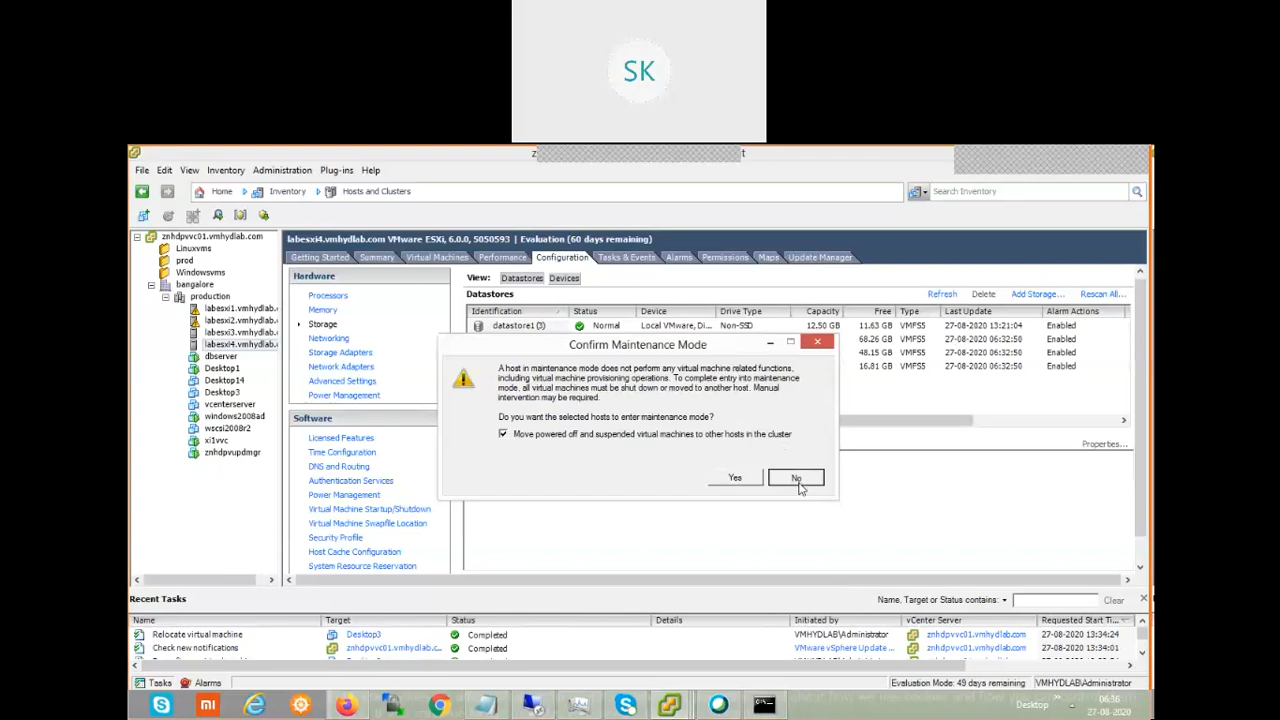 SK
z t
File Edit View Inventory Administration Plug-ins Help
Home Inventory Hosts and Clusters Search Inventory
znhdpvvc01.vmhydlab.com
Linuxvms
prod
Windowsvms
bangalore
production
labesxi1.vmhydlab.
labesxi2.vmhydlab.
labesxi3.vmhydlab.
labesxi4.vmhydlab.
dbserver
Desktop1
Desktop14
Desktop3
vcenterserver
windows2008ad
wscsi2008r2
xi1vvc
znhdpvupdmgr
labesxi4.vmhydlab.com VMware ESXi, 6.0.0, 5050593 | Evaluation (60 days remaining)
Getting Started Summary Virtual Machines Performance Configuration Tasks & Events Alarms Permissions Maps Update Manager
Hardware
Processors
Memory
Storage
Networking
Storage Adapters
Network Adapters
Advanced Settings
Power Management
Software
Licensed Features
Time Configuration
DNS and Routing
Authentication Services
Power Management
Virtual Machine Startup/Shutdown
Virtual Machine Swapfile Location
Security Profile
Host Cache Configuration
System Resource Reservation
View: Datastores Devices
Datastores Refresh Delete Add Storage... Rescan All...
Identification Status Device Drive Type Capacity Free Type Last Update Alarm Actions
datastore1 (3) Normal Local VMware, Di... Non-SSD 12.50 GB 11.63 GB VMFS5 27-08-2020 13:21:04 Enabled
68.26 GB VMFS5 27-08-2020 06:32:50 Enabled
48.15 GB VMFS5 27-08-2020 06:32:50 Enabled
16.81 GB VMFS5 27-08-2020 06:32:50 Enabled
Properties...
Confirm Maintenance Mode
A host in maintenance mode does not perform any virtual machine related functions,
including virtual machine provisioning operations. To complete entry into maintenance
mode, all virtual machines must be shut down or moved to another host. Manual
intervention may be required.
Do you want the selected hosts to enter maintenance mode?
Move powered off and suspended virtual machines to other hosts in the cluster
Yes No
Recent Tasks Name, Target or Status contains: Clear
Name Target Status Details Initiated by vCenter Server Requested Start Ti...
Relocate virtual machine Desktop3 Completed VMHYDLAB\Administrator znhdpvvc01.vmhydlab.com 27-08-2020 13:34:24
Check new notifications znhdpvvc01.vmhydlab.c... Completed VMware vSphere Update ... znhdpvvc01.vmhydlab.com 27-08-2020 13:34:01
Tasks Alarms Evaluation Mode: 49 days remaining VMHYDLAB\Administrator
Desktop 06:36
27-08-2020